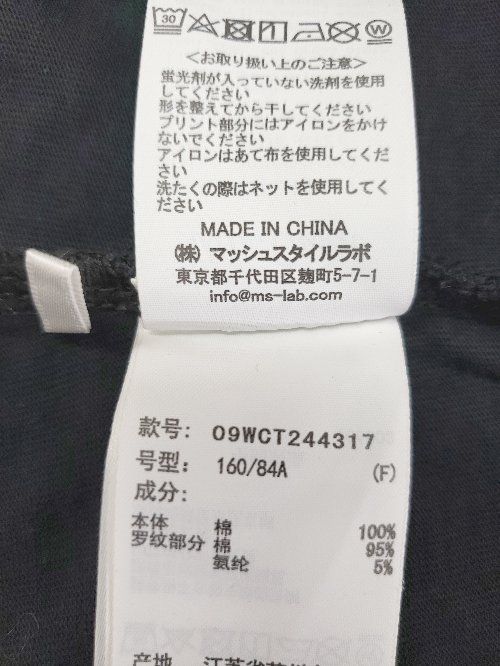 30
W
<お取り扱い上のご注意>
蛍光剤が入っていない洗剤を使用
してください
形を整えてから干してください
プリント部分にはアイロンをかけ
ないでください
アイロンはあて布を使用してくだ
さい
洗たくの際はネットを使用してく
ださい
MADE IN CHINA
(株) マッシュスタイルラボ
東京都千代田区麹町5-7-1
info@ms-lab.com
款号: 09WCT244317
号型: 160/84A (F)
成分:
本体 棉 100%
罗纹部分 棉 95%
氨纶 5%
产地 江苏省苏州